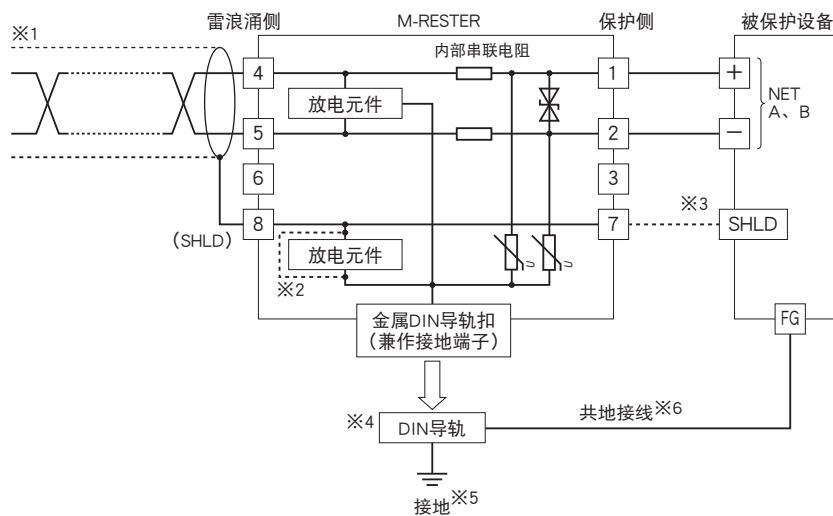 ※1
雷浪涌侧
M-RESTER
保护侧
被保护设备
内部串联电阻
4
1
+
放电元件
NET
A、B
5
2
−
6
3
※3
8
7
SHLD
(SHLD)
放电元件
※2
金属DIN导轨扣
(兼作接地端子)
FG
※4
DIN导轨
共地接线※6
接地※5